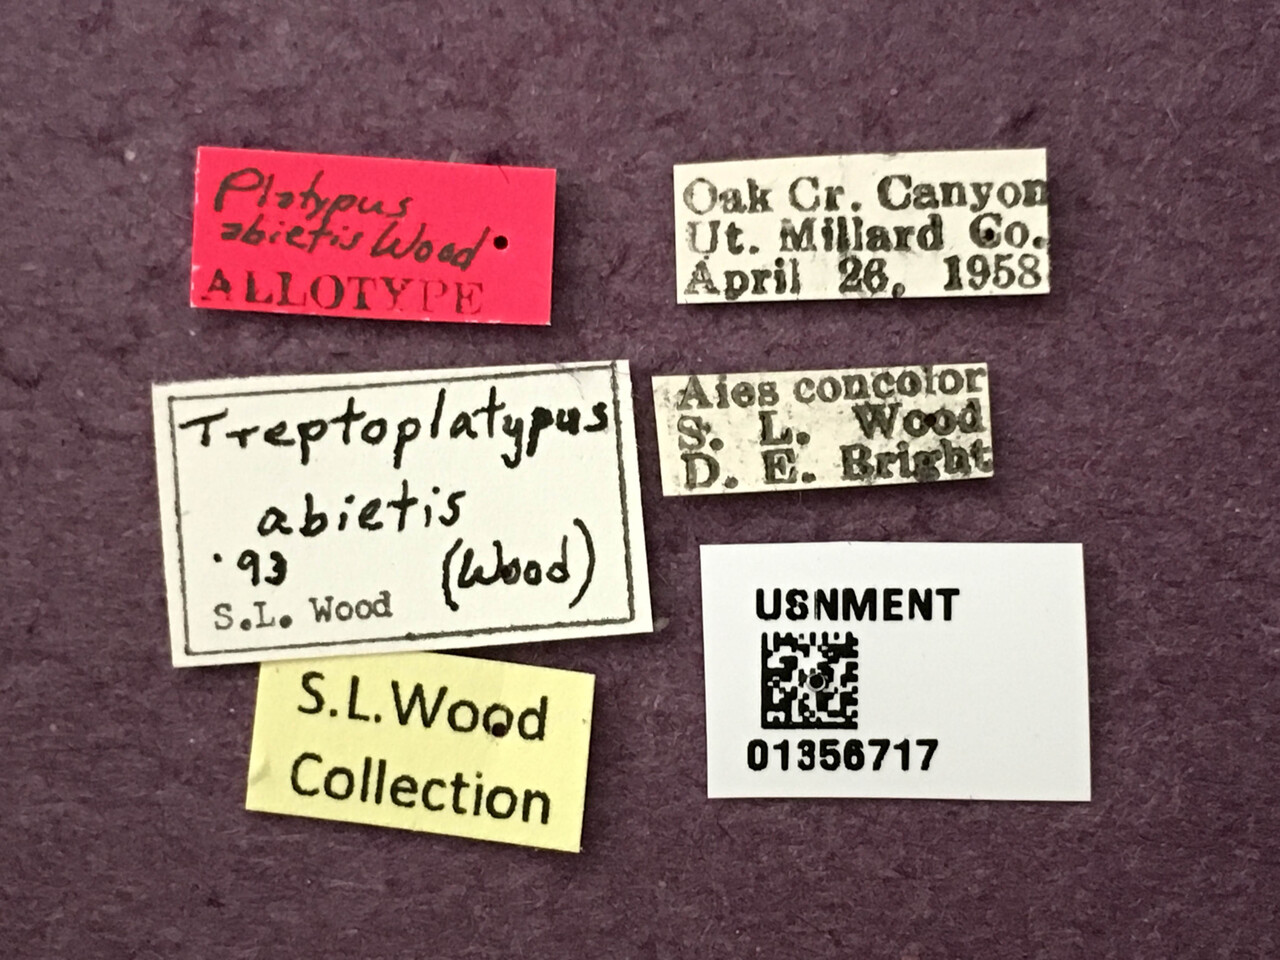 Platypus
abietis Wood
ALLOTYPE
Oak Cr. Canyon
Ut. Millard Co.
April 26, 1958
Treptoplatypus
abietis
'93 (Wood)
S.L. Wood
Aies concolor
S. L. Wood
D. E. Bright
S.L.Wood
Collection
USNMENT
01356717